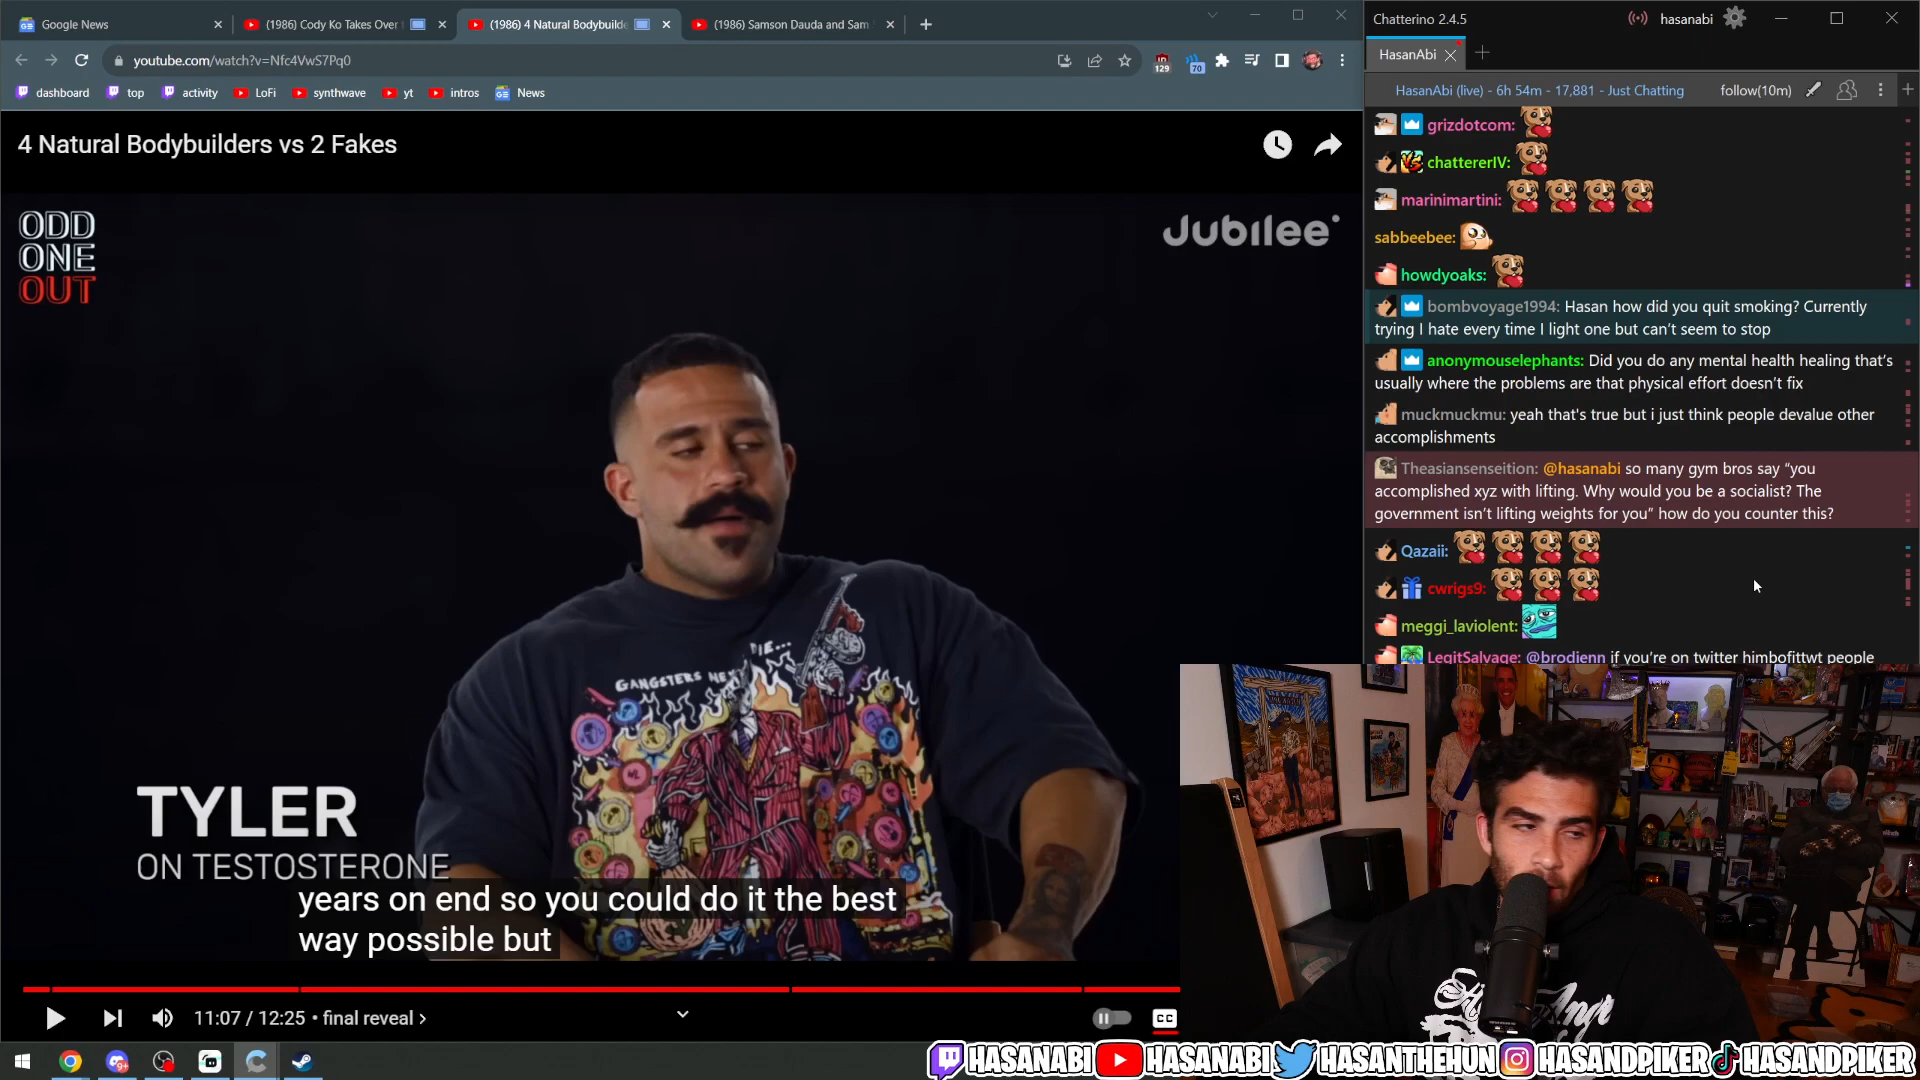 Google News
(1986) Cody Ko Takes Over
(1986) 4 Natural Bodybuilde
(1986) Samson Dauda and Sam
youtube.com/watch?v=Nfc4VwS7Pq0
129
70
dashboard
top
activity
LoFi
synthwave
yt
intros
News
4 Natural Bodybuilders vs 2 Fakes
ODD
ONE
OUT
Jubilee
DIE...
GANGSTERS
TYLER
ON TESTOSTERONE
years on end so you could do it the best
way possible but
11:07 / 12:25 • final reveal ›
CC
Chatterino 2.4.5
hasanabi
HasanAbi
HasanAbi (live) - 6h 54m - 17,881 - Just Chatting
follow(10m)
grizdotcom:
chattererIV:
marinimartini:
sabbeebee:
howdyoaks:
bombvoyage1994: Hasan how did you quit smoking? Currently
trying I hate every time I light one but can't seem to stop
anonymouselephants: Did you do any mental health healing that's
usually where the problems are that physical effort doesn't fix
muckmuckmu: yeah that's true but i just think people devalue other
accomplishments
Theasiansenseition: @hasanabi so many gym bros say “you
accomplished xyz with lifting. Why would you be a socialist? The
government isn't lifting weights for you” how do you counter this?
Qazaii:
cwrigs9:
meggi_laviolent:
LegitSalvage: @brodienn if you're on twitter himbofittwt people
HASANABI
HASANABI
HASANTHEHUN
HASANDPIKER
HASANDPIKER